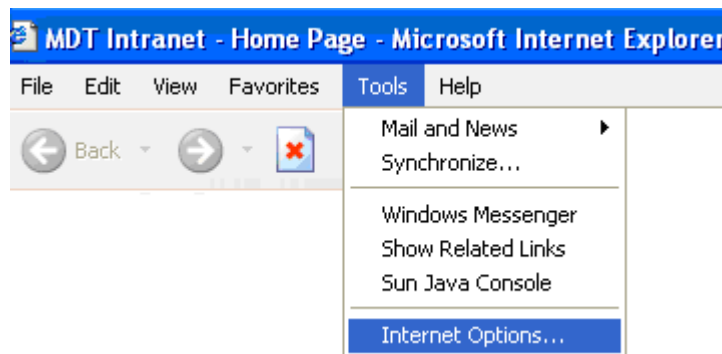 MDT Intranet - Home Page - Microsoft Internet Explorer
File Edit View Favorites Tools Help
Back
Mail and News
Synchronize...
Windows Messenger
Show Related Links
Sun Java Console
Internet Options...